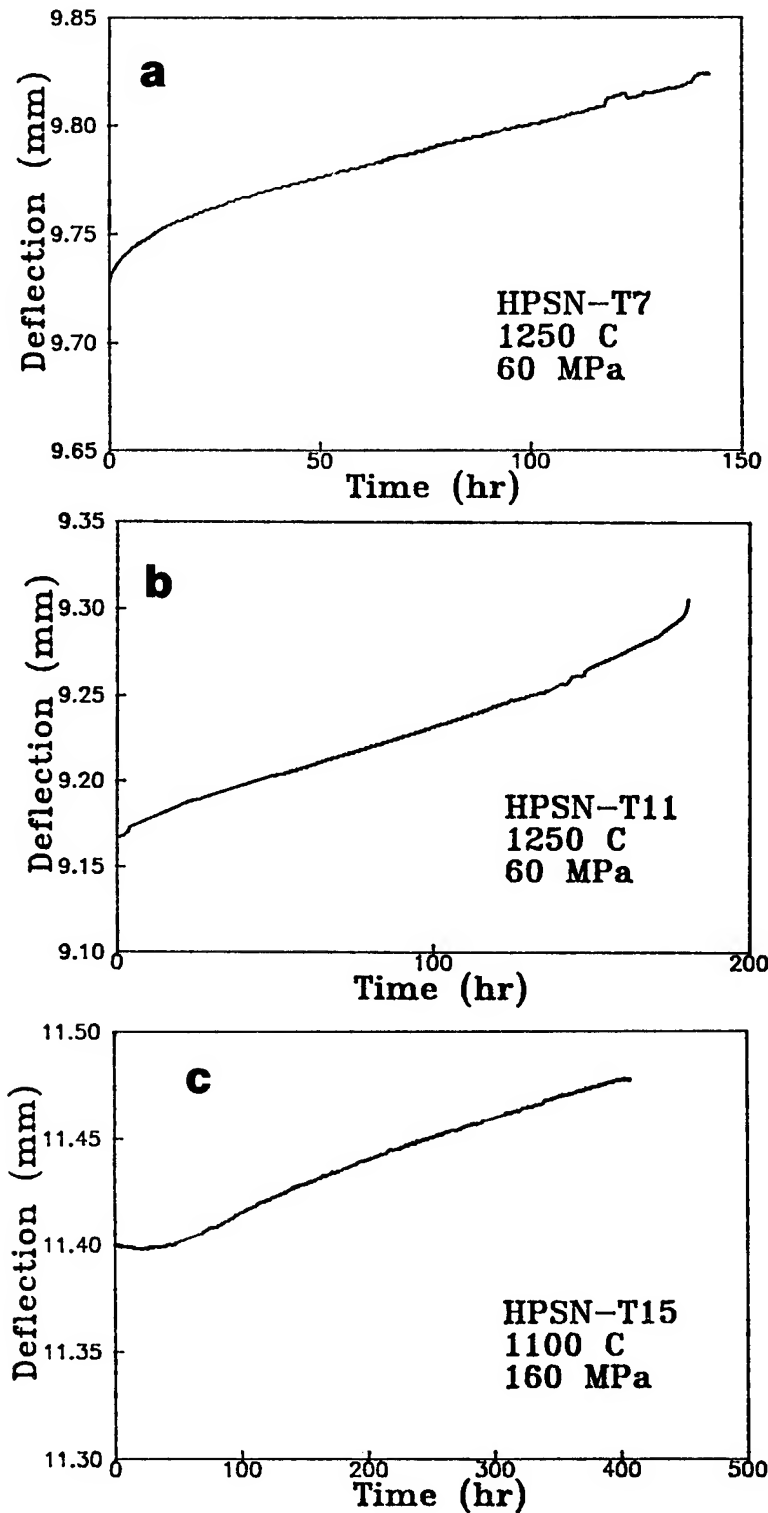 a
Deflection (mm)
9.85
9.80
9.75
9.70
9.65
0 50 100 150
Time (hr)
HPSN-T7
1250 C
60 MPa
b
Deflection (mm)
9.35
9.30
9.25
9.20
9.15
9.10
0 100 200
Time (hr)
HPSN-T11
1250 C
60 MPa
c
Deflection (mm)
11.50
11.45
11.40
11.35
11.30
0 100 200 300 400 500
Time (hr)
HPSN-T15
1100 C
160 MPa